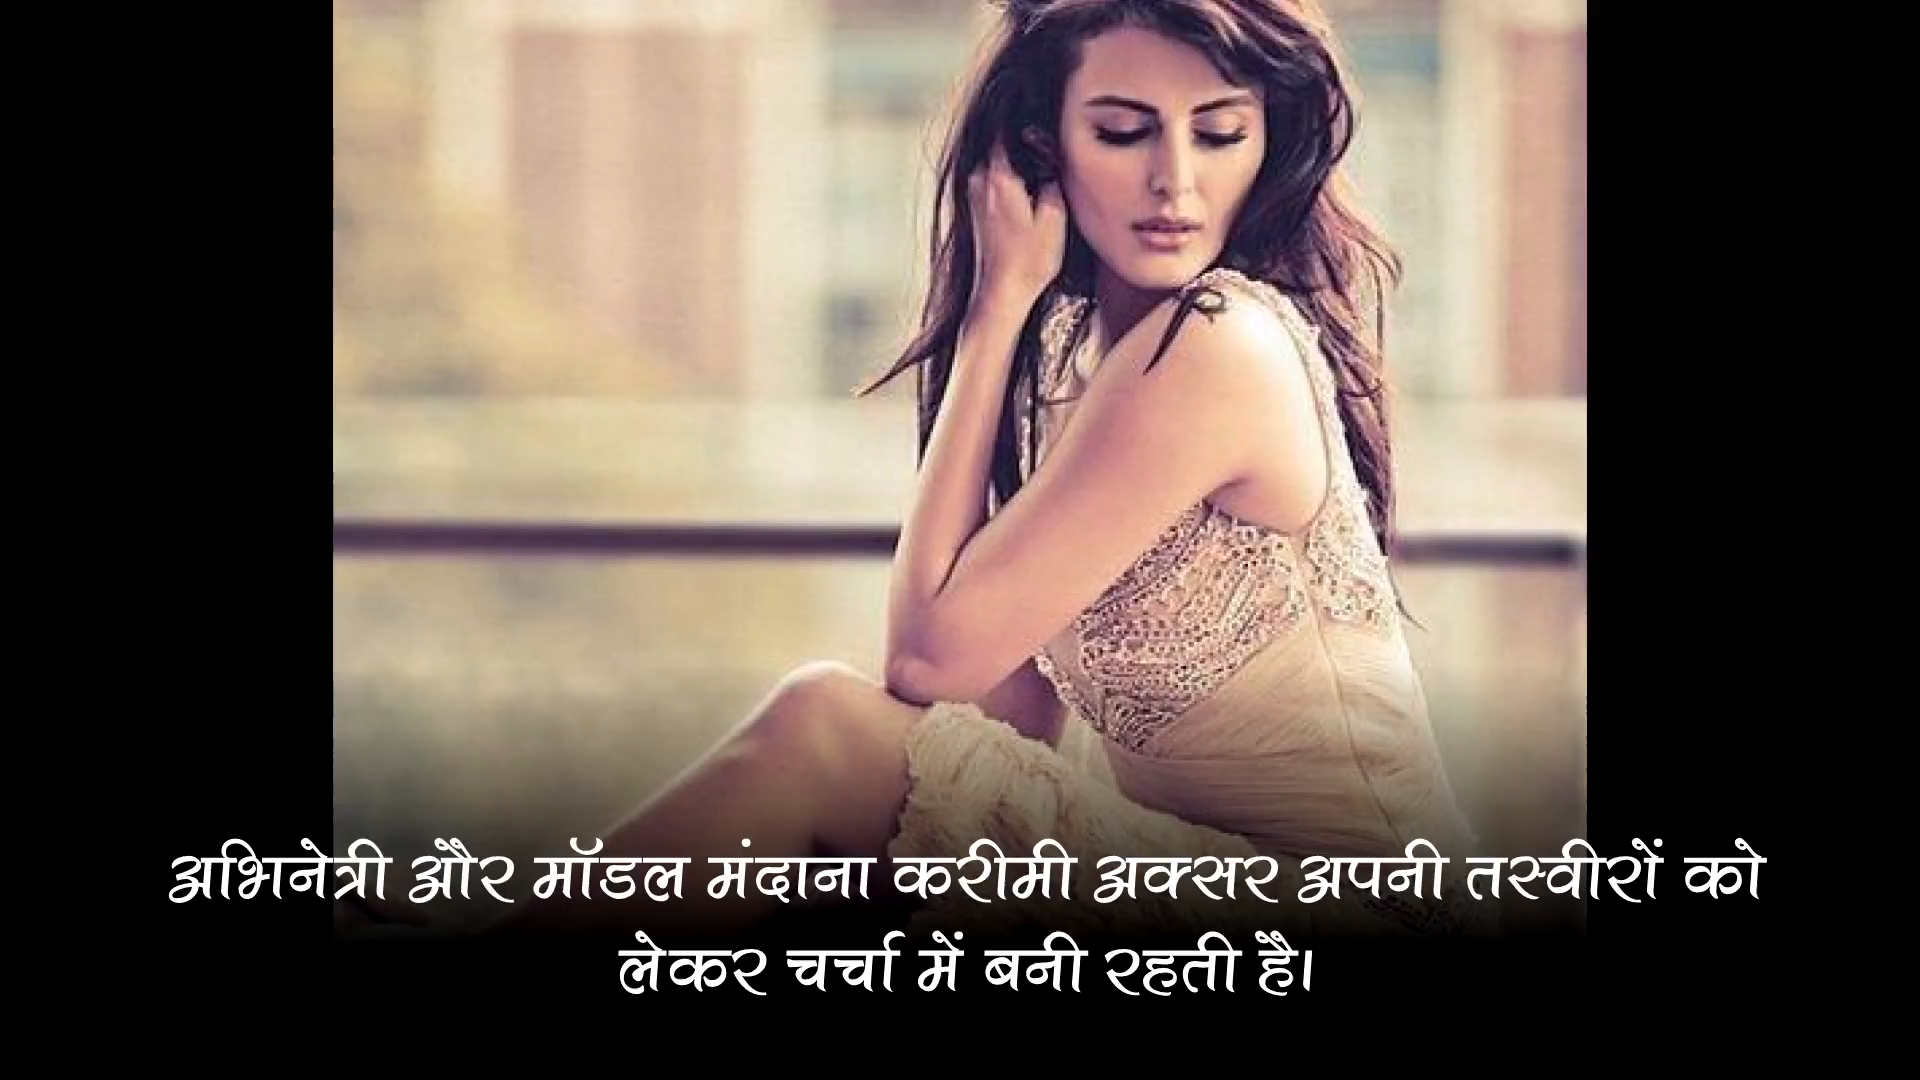 अभिनेत्री और मॉडल मंदाना करीमी अक्सर अपनी तस्वीरों को
लेकर चर्चा में बनी रहती है।